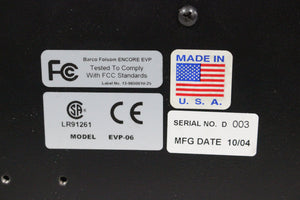 Barco Folsom ENCORE EVP
FC
Tested To Comply
With FCC Standards
MADE IN
U.S.A.
SA
LR91261
CE
MODEL EVP-06
SERIAL NO. D 003
MFG DATE 10/04